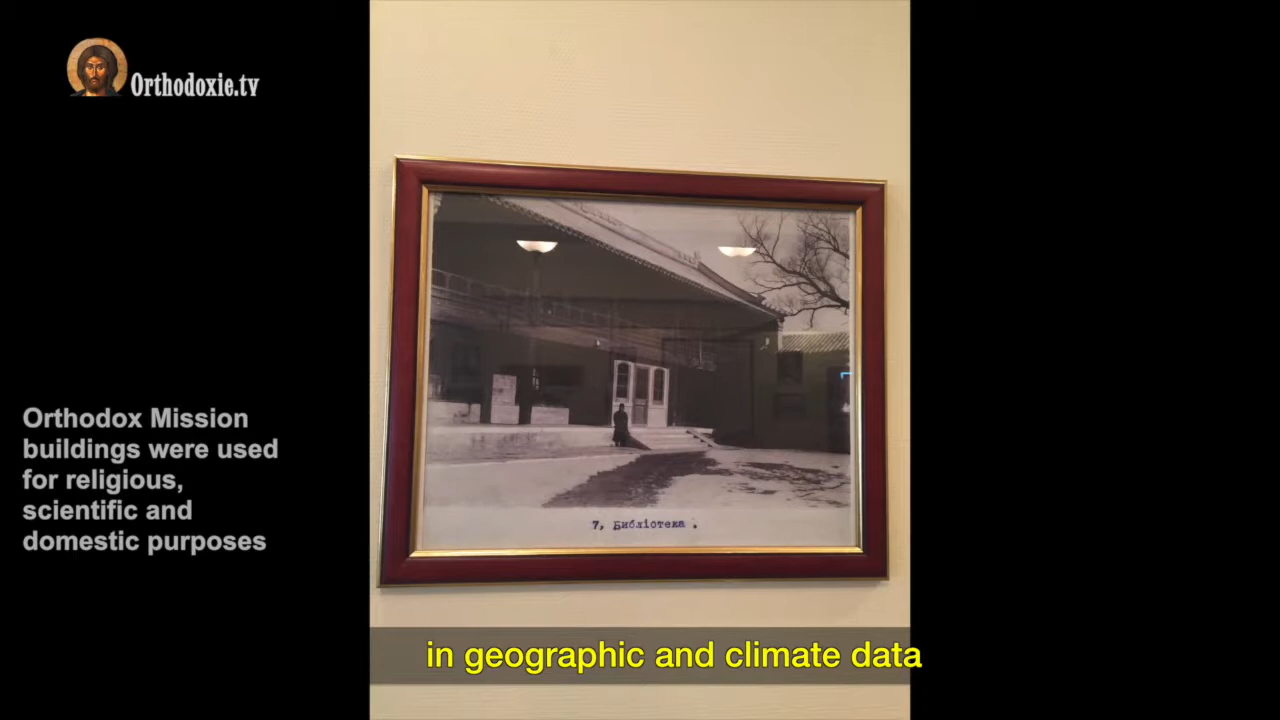 Orthodoxie.tv
Orthodox Mission
buildings were used
for religious,
scientific and
domestic purposes
7, Библіотека .
in geographic and climate data